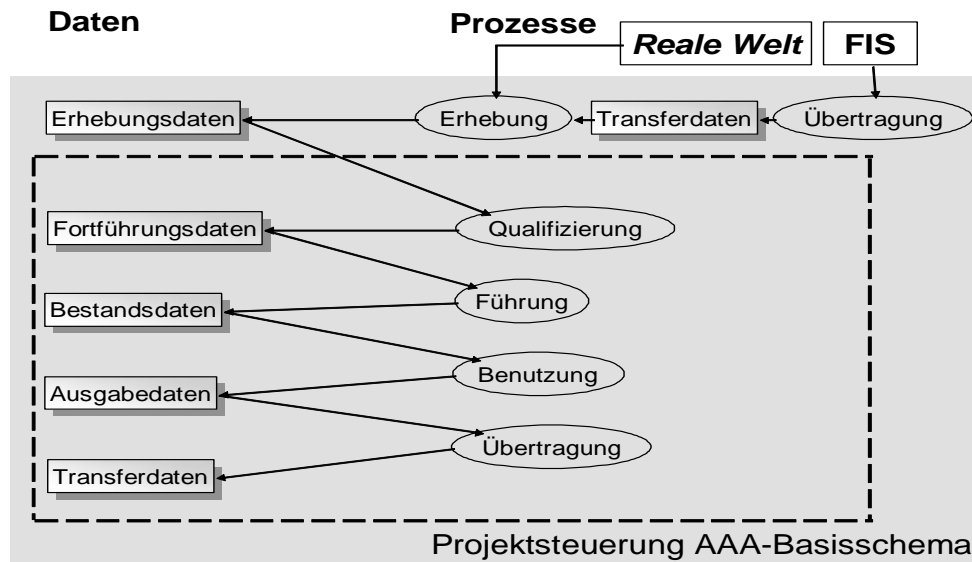 Daten
Prozesse
Reale Welt
FIS
Erhebungsdaten
Erhebung
Transferdaten
Übertragung
Fortführungsdaten
Qualifizierung
Bestandsdaten
Führung
Ausgabedaten
Benutzung
Transferdaten
Übertragung
Projektsteuerung AAA-Basisschema